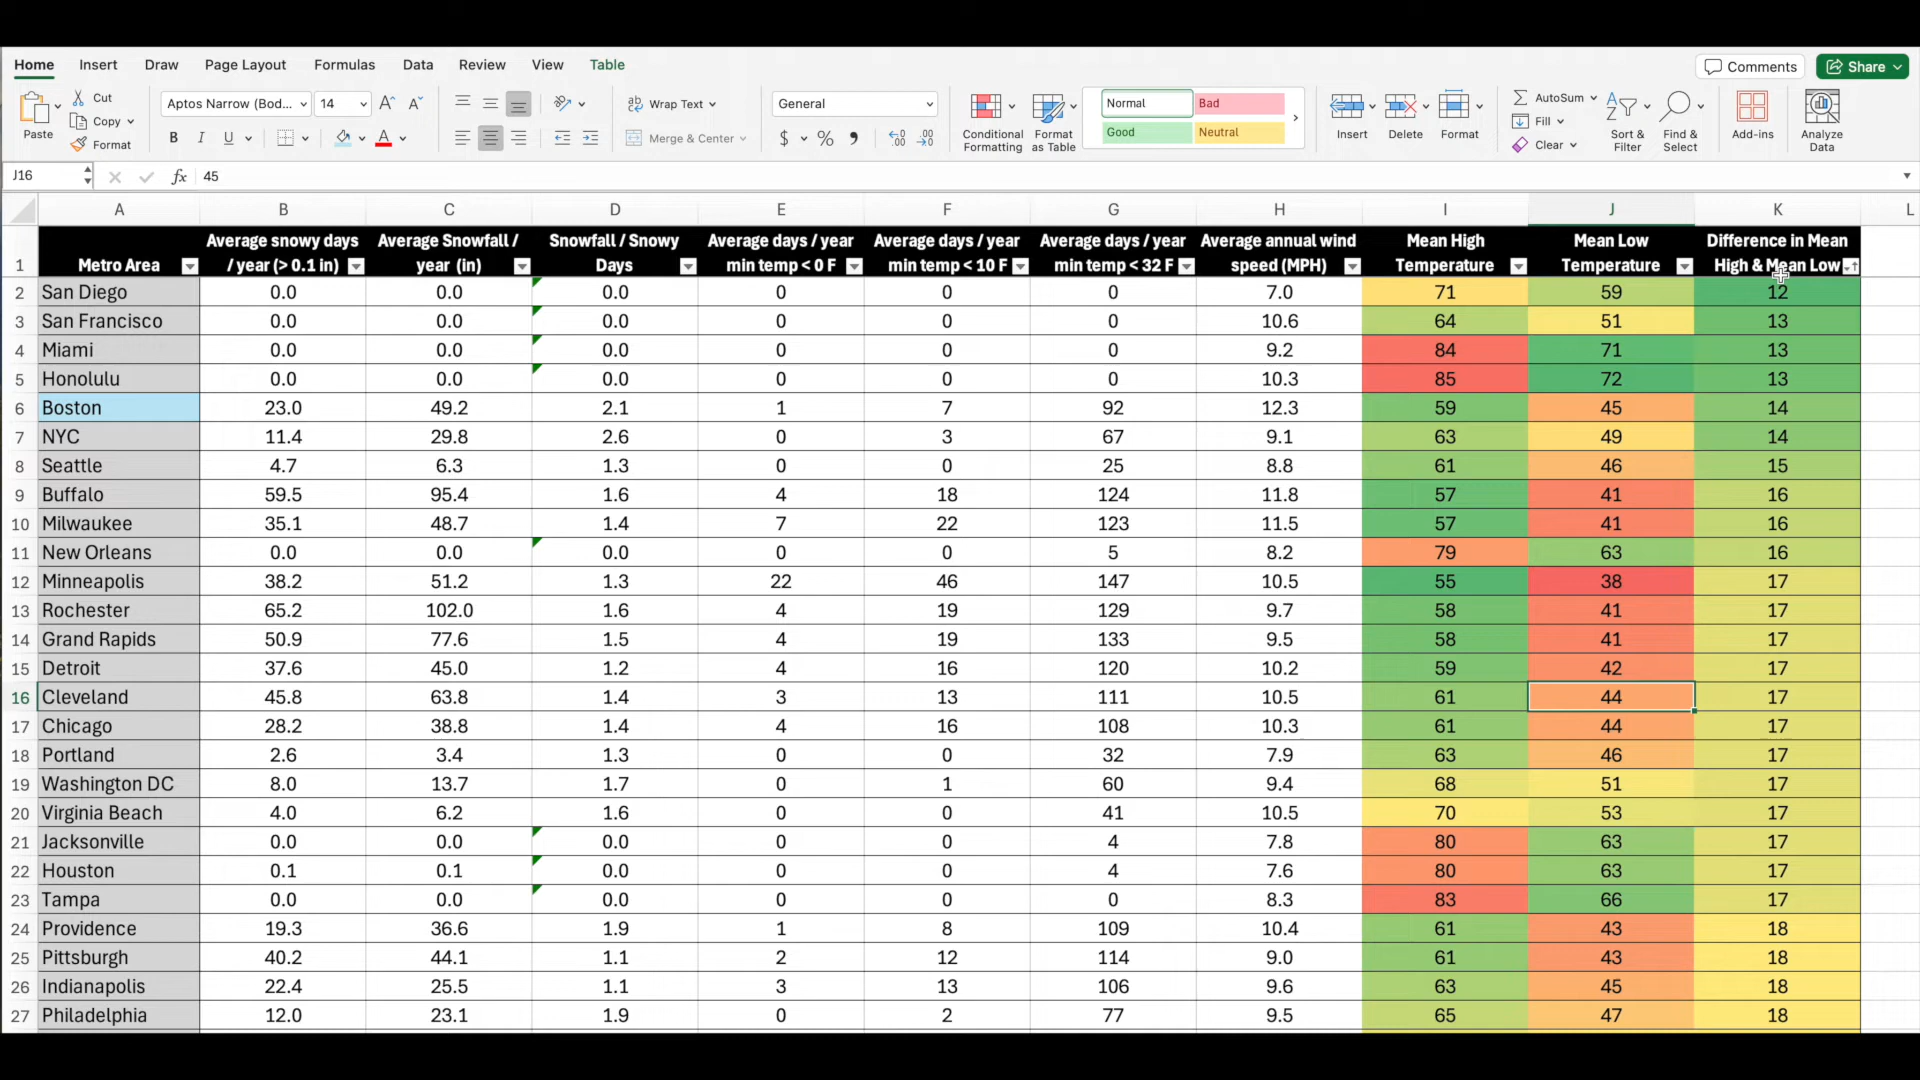 Home Insert Draw Page Layout Formulas Data Review View Table Comments Share
Paste Cut Copy Format
Aptos Narrow (Bod... 14 A^ Aˇ
B I U A
Wrap Text
Merge & Center
General
$ % 9
Conditional Formatting
Format as Table
Normal Bad
Good Neutral
Insert Delete Format
AutoSum
Fill
Clear
Sort & Filter
Find & Select
Add-ins
Analyze Data
J16 fx 45
A B C D E F G H I J K L
1 Metro Area | Average snowy days / year (> 0.1 in) | Average Snowfall / year (in) | Snowfall / Snowy Days | Average days / year min temp < 0 F | Average days / year min temp < 10 F | Average days / year min temp < 32 F | Average annual wind speed (MPH) | Mean High Temperature | Mean Low Temperature | Difference in Mean High & Mean Low
2 San Diego 0.0 0.0 0.0 0 0 0 7.0 71 59 12
3 San Francisco 0.0 0.0 0.0 0 0 0 10.6 64 51 13
4 Miami 0.0 0.0 0.0 0 0 0 9.2 84 71 13
5 Honolulu 0.0 0.0 0.0 0 0 0 10.3 85 72 13
6 Boston 23.0 49.2 2.1 1 7 92 12.3 59 45 14
7 NYC 11.4 29.8 2.6 0 3 67 9.1 63 49 14
8 Seattle 4.7 6.3 1.3 0 0 25 8.8 61 46 15
9 Buffalo 59.5 95.4 1.6 4 18 124 11.8 57 41 16
10 Milwaukee 35.1 48.7 1.4 7 22 123 11.5 57 41 16
11 New Orleans 0.0 0.0 0.0 0 0 5 8.2 79 63 16
12 Minneapolis 38.2 51.2 1.3 22 46 147 10.5 55 38 17
13 Rochester 65.2 102.0 1.6 4 19 129 9.7 58 41 17
14 Grand Rapids 50.9 77.6 1.5 4 19 133 9.5 58 41 17
15 Detroit 37.6 45.0 1.2 4 16 120 10.2 59 42 17
16 Cleveland 45.8 63.8 1.4 3 13 111 10.5 61 44 17
17 Chicago 28.2 38.8 1.4 4 16 108 10.3 61 44 17
18 Portland 2.6 3.4 1.3 0 0 32 7.9 63 46 17
19 Washington DC 8.0 13.7 1.7 0 1 60 9.4 68 51 17
20 Virginia Beach 4.0 6.2 1.6 0 0 41 10.5 70 53 17
21 Jacksonville 0.0 0.0 0.0 0 0 4 7.8 80 63 17
22 Houston 0.1 0.1 0.0 0 0 4 7.6 80 63 17
23 Tampa 0.0 0.0 0.0 0 0 0 8.3 83 66 17
24 Providence 19.3 36.6 1.9 1 8 109 10.4 61 43 18
25 Pittsburgh 40.2 44.1 1.1 2 12 114 9.0 61 43 18
26 Indianapolis 22.4 25.5 1.1 3 13 106 9.6 63 45 18
27 Philadelphia 12.0 23.1 1.9 0 2 77 9.5 65 47 18